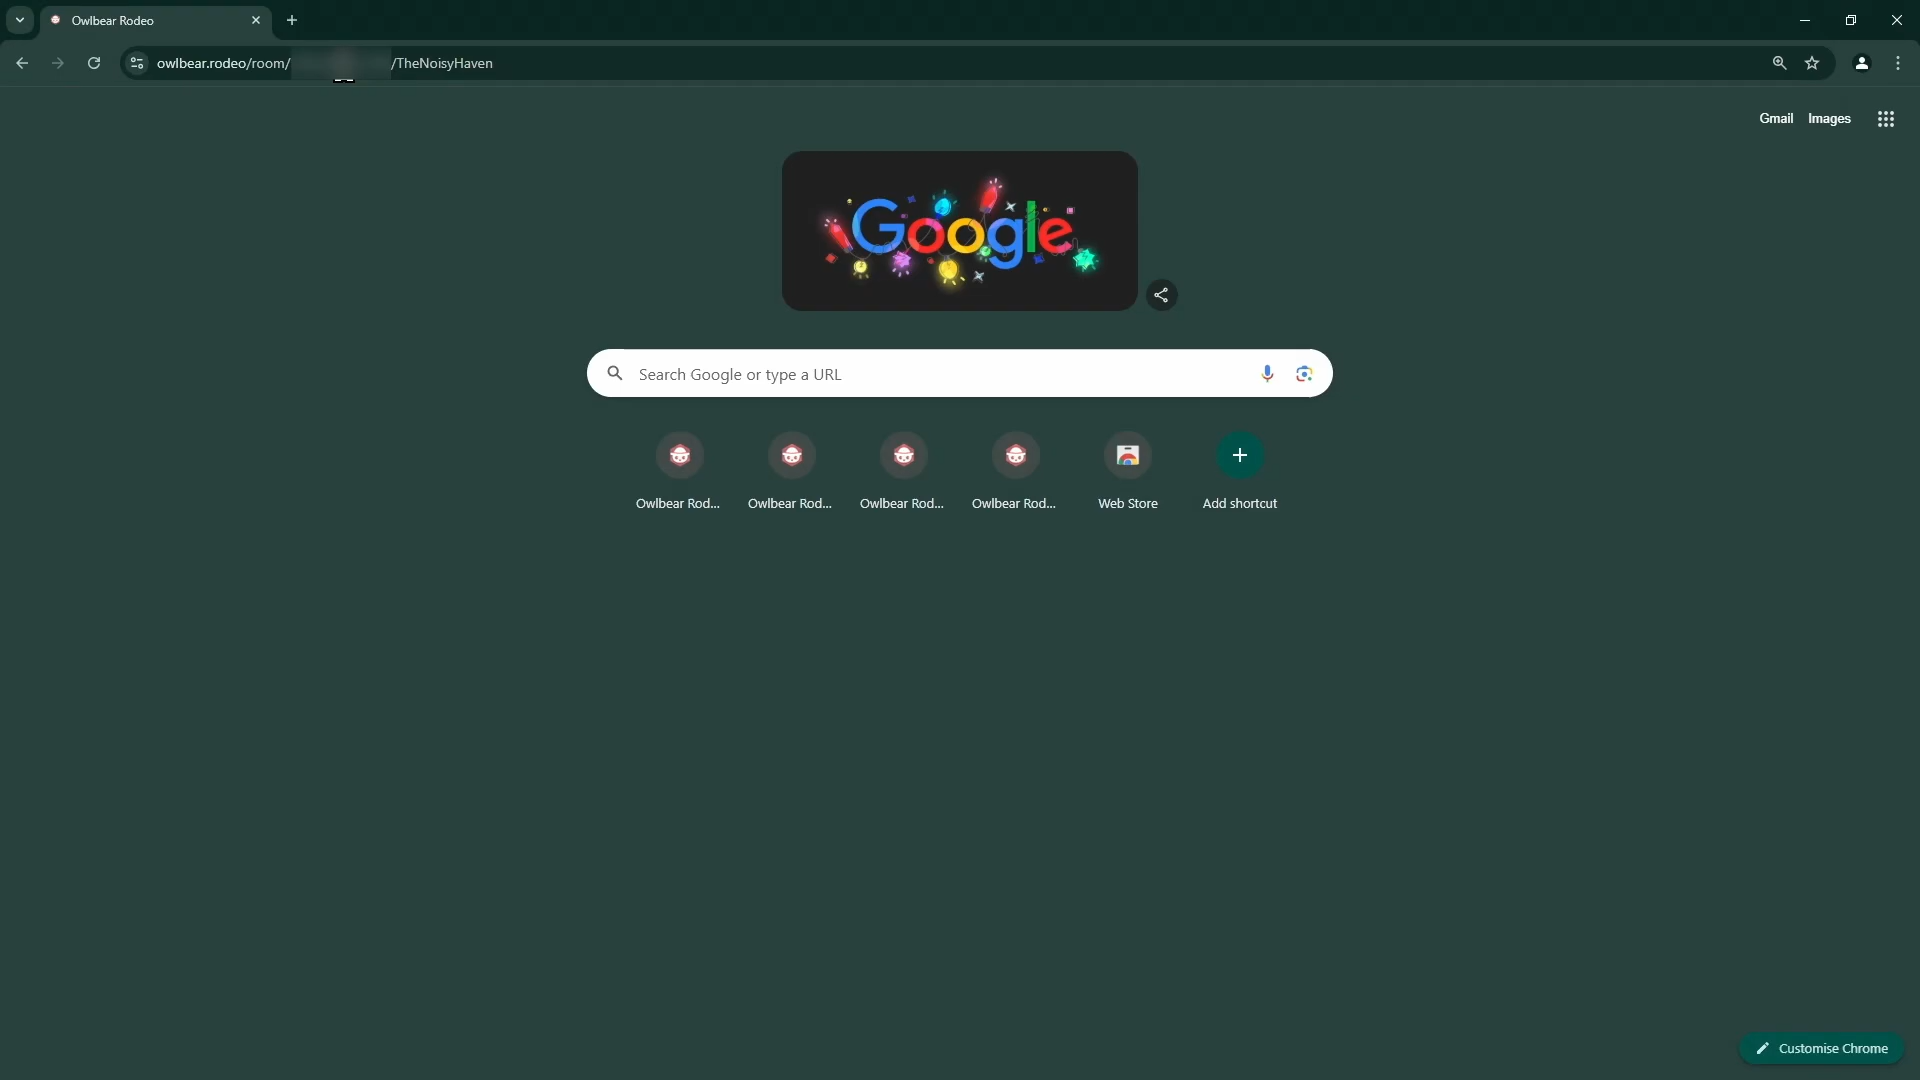 Owlbear Rodeo
owlbear.rodeo/room/ /TheNoisyHaven
Gmail Images
Google
Search Google or type a URL
Owlbear Rod... Owlbear Rod... Owlbear Rod... Owlbear Rod... Web Store Add shortcut
Customise Chrome